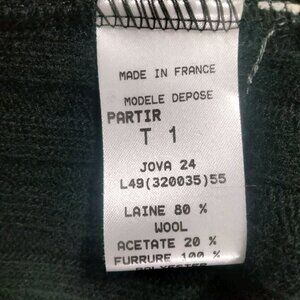 MADE IN FRANCE
MODELE DEPOSE
PARTIR
T 1
JOVA 24
L49(320035)55
LAINE 80 %
WOOL
ACETATE 20 %
FURRURE 100 %
POLYESTER